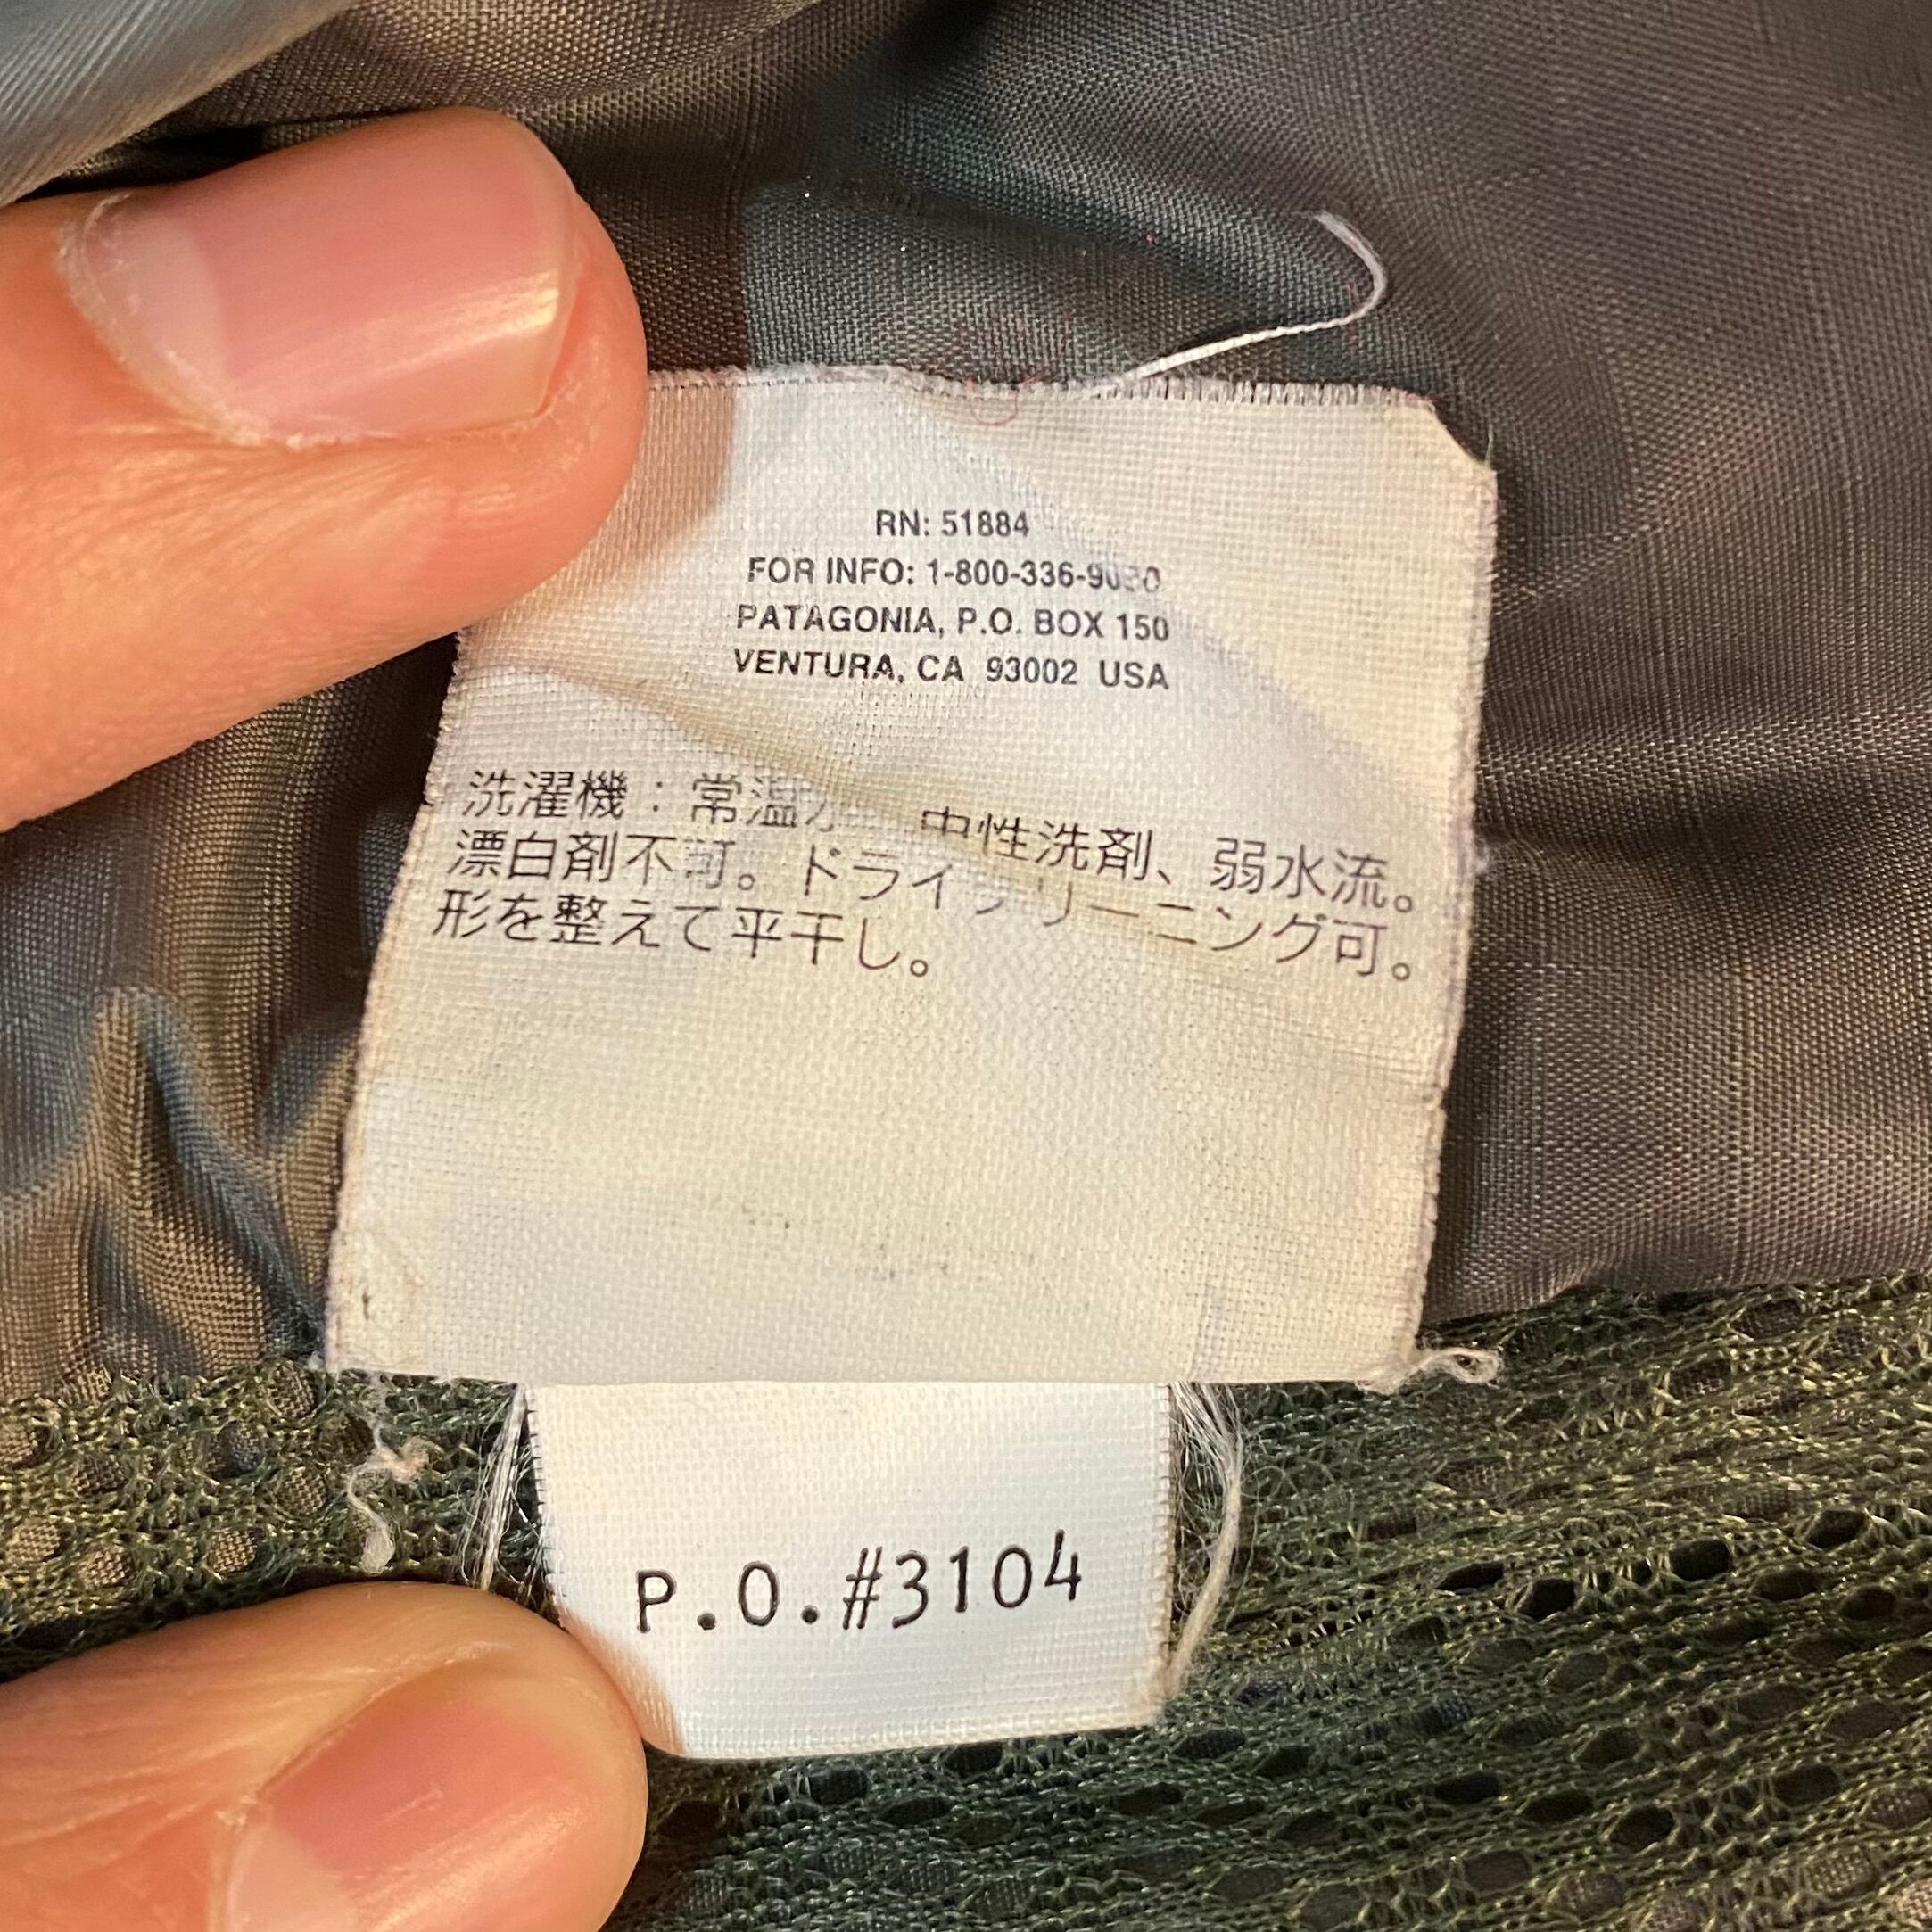 RN: 51884
FOR INFO: 1-800-336-
PATAGONIA, P.O. BOX 150
VENTURA, CA 93002 USA
洗濯機：常温水 中性洗剤、弱水流。
漂白剤不可。ドライクリーニング可。
形を整えて平干し。
P.O.#3104